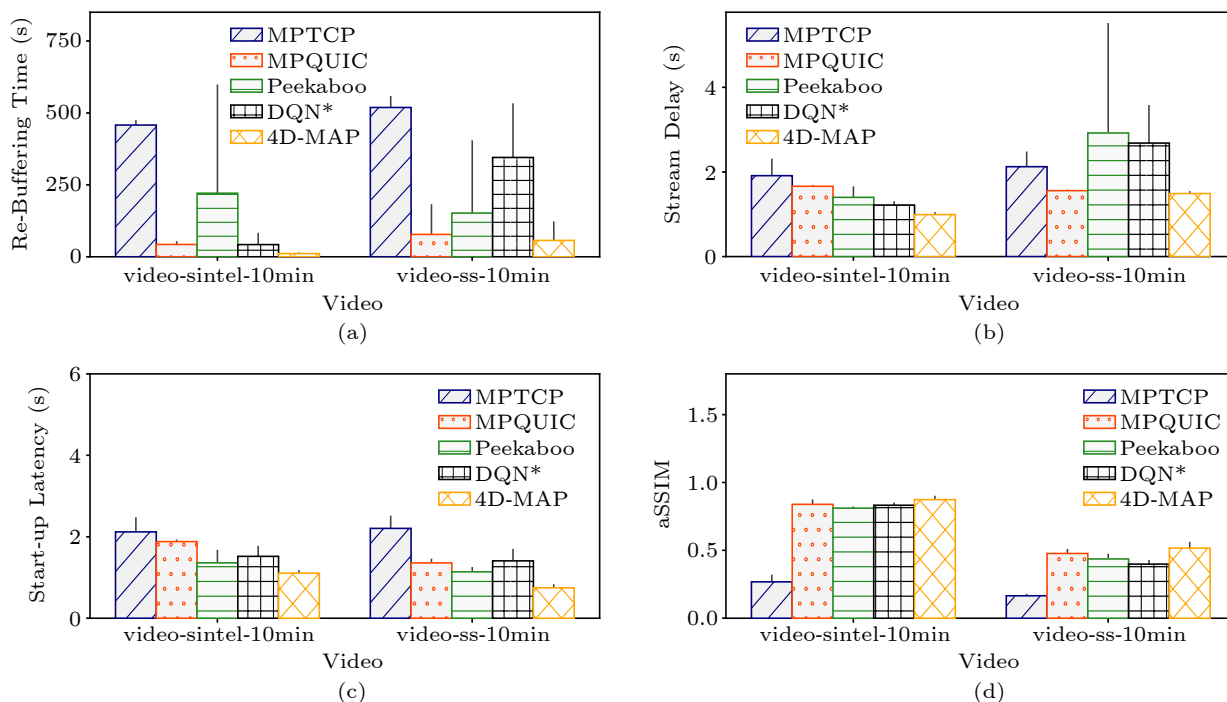 Re-Buffering Time (s)
750
500
250
0
MPTCP
MPQUIC
Peekaboo
DQN*
4D-MAP
video-sintel-10min
video-ss-10min
Video
(a)
Stream Delay (s)
4
2
0
MPTCP
MPQUIC
Peekaboo
DQN*
4D-MAP
video-sintel-10min
video-ss-10min
Video
(b)
Start-up Latency (s)
6
4
2
0
MPTCP
MPQUIC
Peekaboo
DQN*
4D-MAP
video-sintel-10min
video-ss-10min
Video
(c)
aSSIM
1.5
1.0
0.5
0.0
MPTCP
MPQUIC
Peekaboo
DQN*
4D-MAP
video-sintel-10min
video-ss-10min
Video
(d)